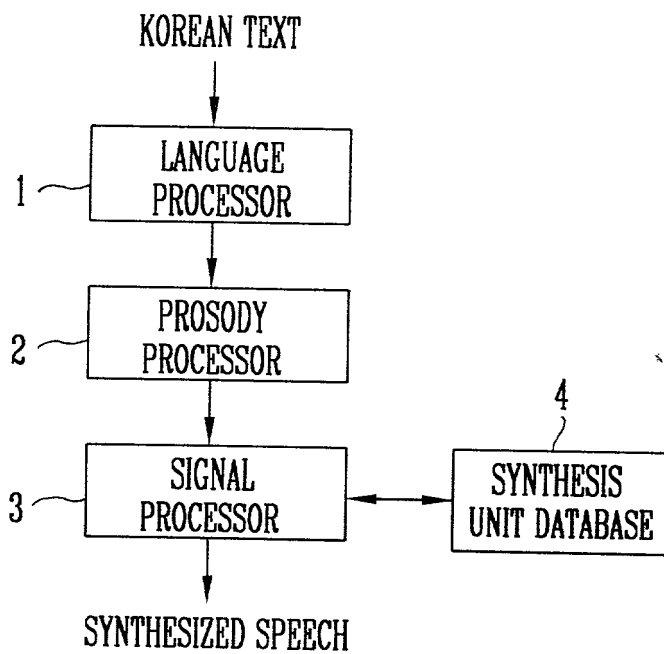 KOREAN TEXT
1
LANGUAGE
PROCESSOR
2
PROSODY
PROCESSOR
3
SIGNAL
PROCESSOR
4
SYNTHESIS
UNIT DATABASE
SYNTHESIZED SPEECH